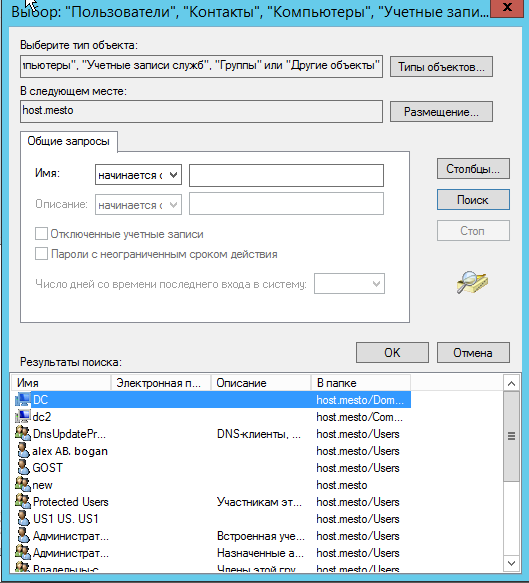 Выбор: "Пользователи", "Контакты", "Компьютеры", "Учетные запи...
Выберите тип объекта:
пьютеры", "Учетные записи служб", "Группы" или "Другие объекты"
Типы объектов...
В следующем месте:
host.mesto
Размещение...
Общие запросы
Имя:
начинается с
Столбцы...
Описание:
начинается с
Поиск
Отключенные учетные записи
Стоп
Пароли с неограниченным сроком действия
Число дней со времени последнего входа в систему:
OK
Отмена
Результаты поиска:
Имя Электронная п... Описание В папке
DC host.mesto/Dom...
dc2 host.mesto/Com...
DnsUpdatePr... DNS-клиенты, ... host.mesto/Users
alex AB. bogan host.mesto/Users
GOST host.mesto/Users
new host.mesto
Protected Users Участникам эт... host.mesto/Users
US1 US. US1 host.mesto/Users
Администрат... Встроенная уче... host.mesto/Users
Администрат... Назначенные а... host.mesto/Users
Владельцы-с... Члены этой гру... host.mesto/Users